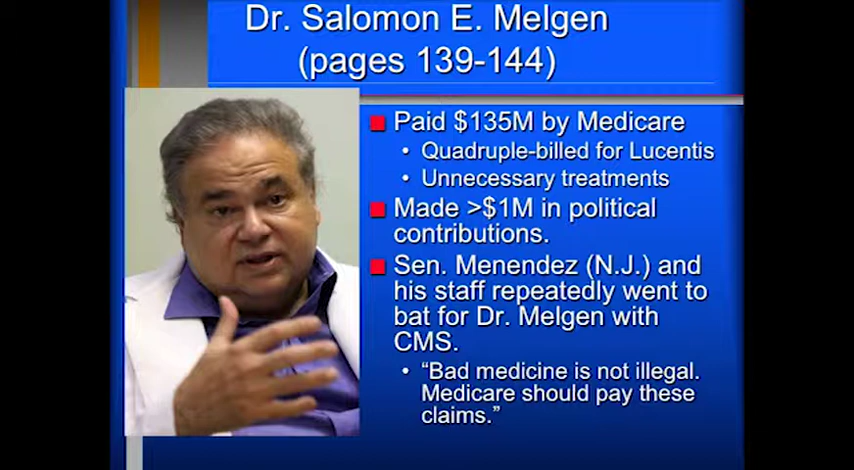 Dr. Salomon E. Melgen
(pages 139-144)
Paid $135M by Medicare
• Quadruple-billed for Lucentis
• Unnecessary treatments
Made >$1M in political
contributions.
Sen. Menendez (N.J.) and
his staff repeatedly went to
bat for Dr. Melgen with
CMS.
• “Bad medicine is not illegal.
Medicare should pay these
claims.”